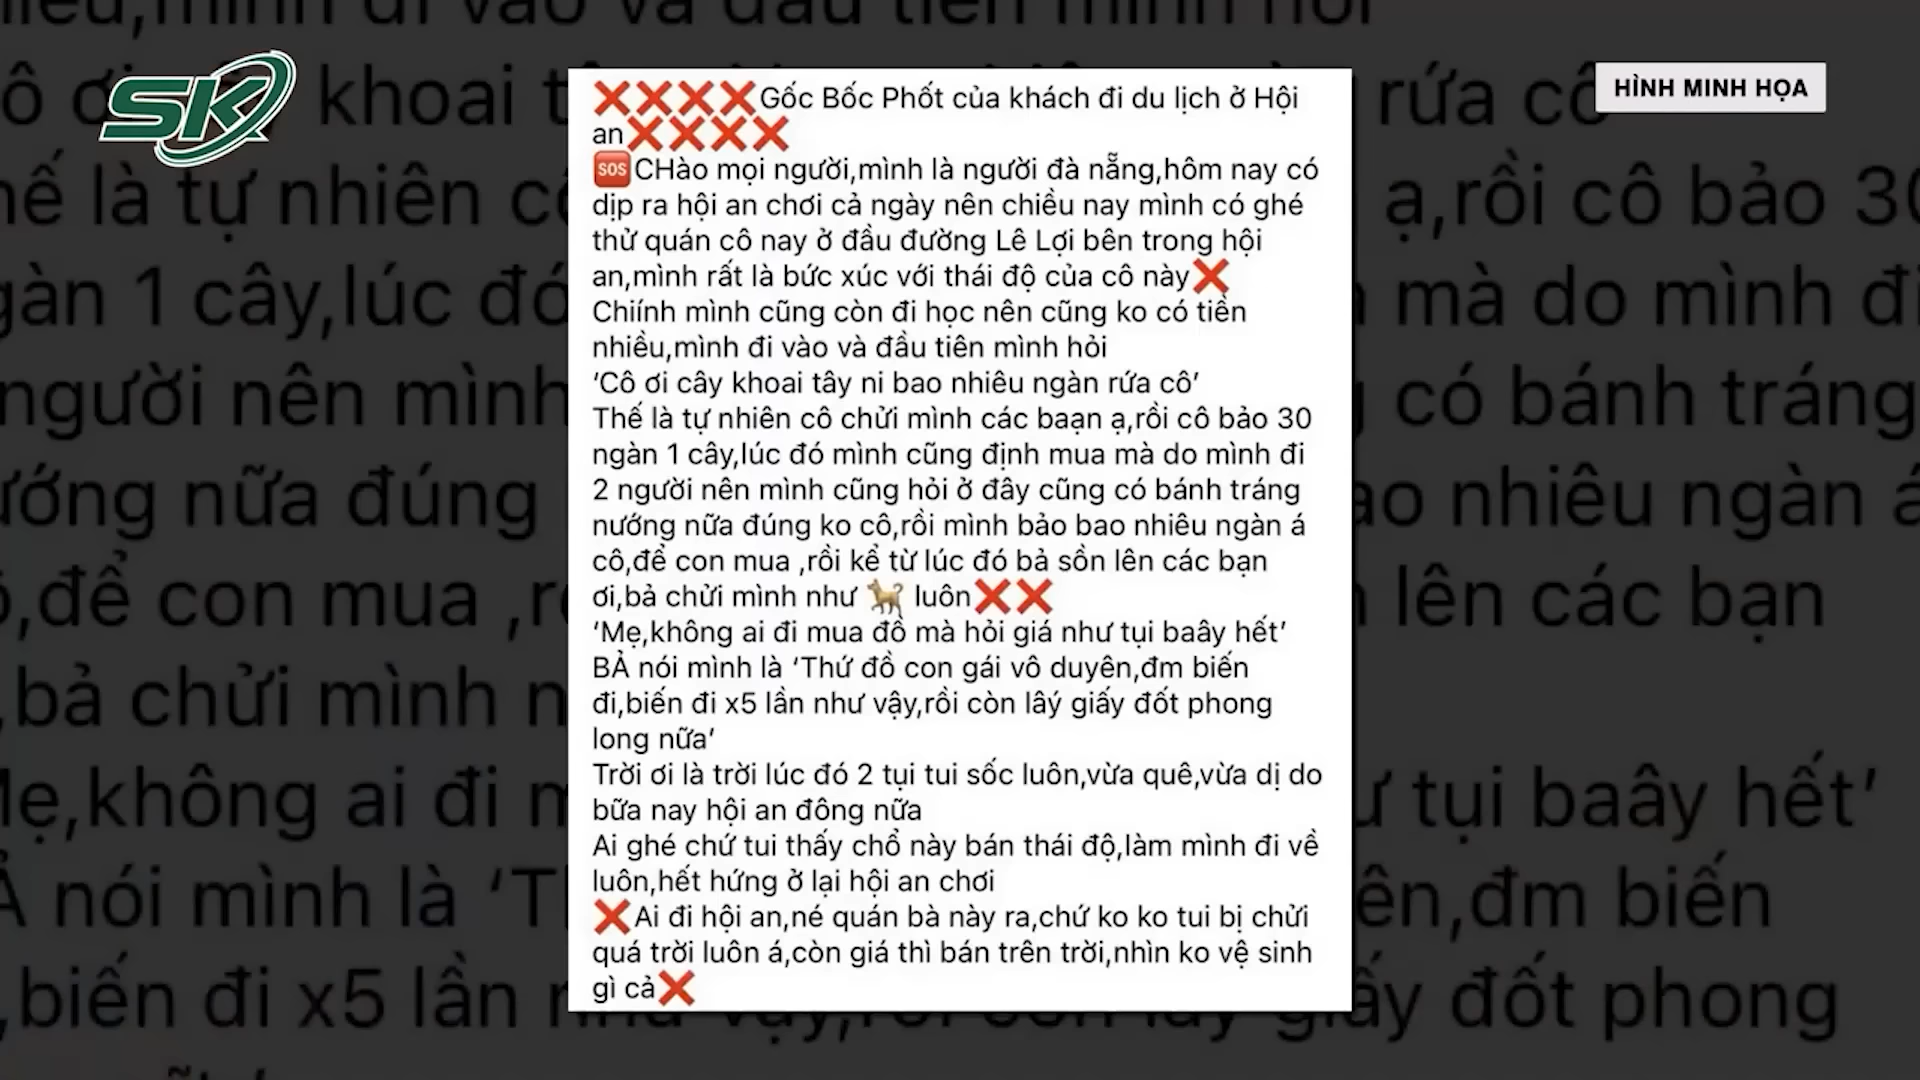 SK
HÌNH MINH HỌA
❌❌❌❌Gốc Bốc Phốt của khách đi du lịch ở Hội
an❌❌❌❌
🆘CHào mọi người,mình là người đà nẵng,hôm nay có
dịp ra hội an chơi cả ngày nên chiều nay mình có ghé
thử quán cô nay ở đầu đường Lê Lợi bên trong hội
an,mình rất là bức xúc với thái độ của cô này❌
Chiính mình cũng còn đi học nên cũng ko có tiền
nhiều,mình đi vào và đầu tiên mình hỏi
‘Cô ơi cây khoai tây ni bao nhiêu ngàn rứa cô’
Thế là tự nhiên cô chửi mình các baạn ạ,rồi cô bảo 30
ngàn 1 cây,lúc đó mình cũng định mua mà do mình đi
2 người nên mình cũng hỏi ở đây cũng có bánh tráng
nướng nữa đúng ko cô,rồi mình bảo bao nhiêu ngàn á
cô,để con mua ,rồi kể từ lúc đó bả sồn lên các bạn
ơi,bả chửi mình như 🐕 luôn❌❌
‘Mẹ,không ai đi mua đồ mà hỏi giá như tụi baây hết’
BẢ nói mình là ‘Thứ đồ con gái vô duyên,đm biến
đi,biến đi x5 lần như vậy,rồi còn lâý giấy đốt phong
long nữa’
Trời ơi là trời lúc đó 2 tụi tui sốc luôn,vừa quê,vừa dị do
bữa nay hội an đông nữa
Ai ghé chứ tui thấy chổ này bán thái độ,làm mình đi về
luôn,hết hứng ở lại hội an chơi
❌Ai đi hội an,né quán bà này ra,chứ ko ko tui bị chửi
quá trời luôn á,còn giá thì bán trên trời,nhìn ko vệ sinh
gì cả❌